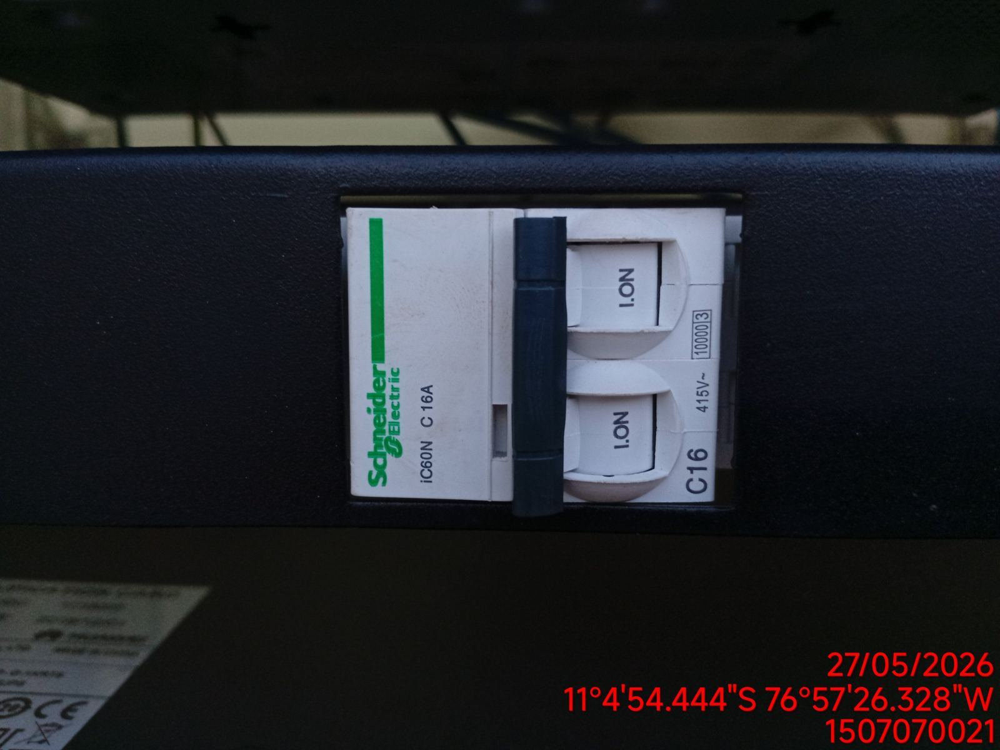 Schneider
Electric
iC60N C 16A
I.ON
I.ON
C16 415V~ 10000 3
27/05/2026
11°4'54.444"S 76°57'26.328"W
1507070021